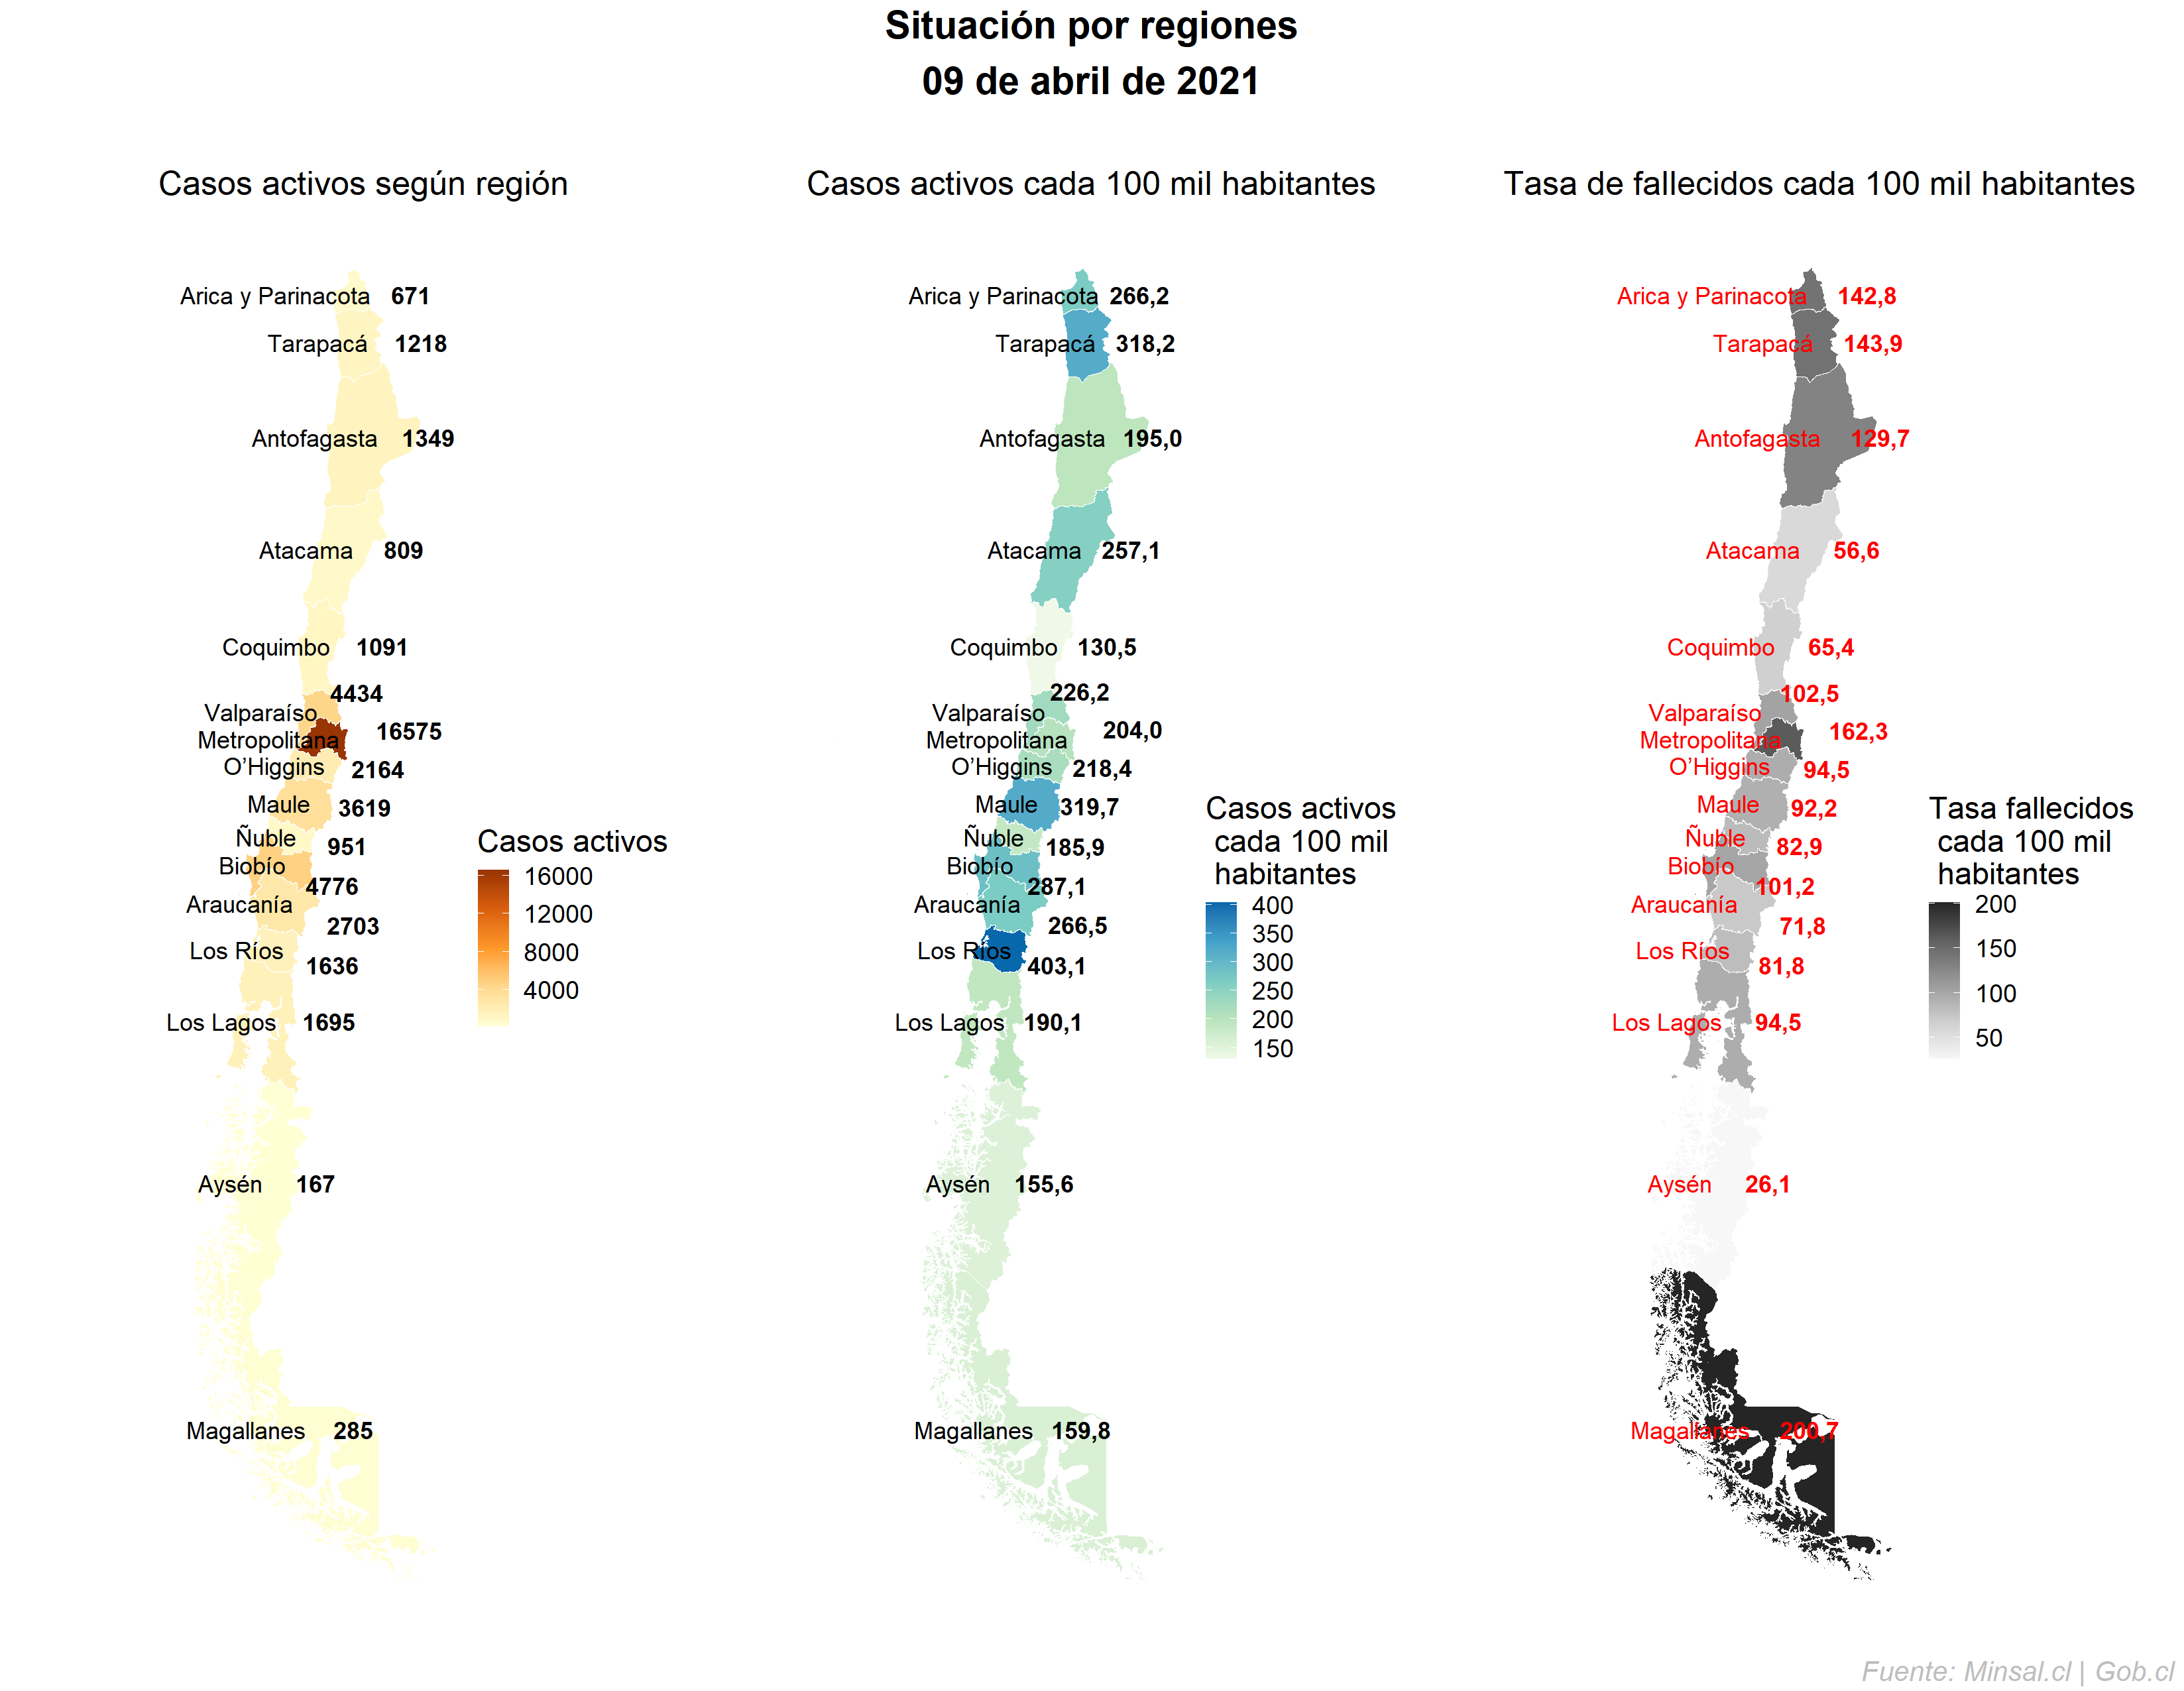 Situación por regiones
09 de abril de 2021
Casos activos según región
Arica y Parinacota 671
Tarapacá 1218
Antofagasta 1349
Atacama 809
Coquimbo 1091
4434
Valparaíso
16575
Metropolitana
O’Higgins 2164
Maule 3619
Ñuble 951
Biobío
4776
Araucanía
2703
Los Ríos
1636
Los Lagos 1695
Aysén 167
Magallanes 285
Casos activos
16000
12000
8000
4000
Casos activos cada 100 mil habitantes
Arica y Parinacota 266,2
Tarapacá 318,2
Antofagasta 195,0
Atacama 257,1
Coquimbo 130,5
226,2
Valparaíso
204,0
Metropolitana
O’Higgins 218,4
Maule 319,7
Ñuble 185,9
Biobío
287,1
Araucanía
266,5
Los Ríos
403,1
Los Lagos 190,1
Aysén 155,6
Magallanes 159,8
Casos activos
cada 100 mil
habitantes
400
350
300
250
200
150
Tasa de fallecidos cada 100 mil habitantes
Arica y Parinacota 142,8
Tarapacá 143,9
Antofagasta 129,7
Atacama 56,6
Coquimbo 65,4
102,5
Valparaíso
162,3
Metropolitana
O’Higgins 94,5
Maule 92,2
Ñuble 82,9
Biobío
101,2
Araucanía
71,8
Los Ríos
81,8
Los Lagos 94,5
Aysén 26,1
Magallanes 200,7
Tasa fallecidos
cada 100 mil
habitantes
200
150
100
50
Fuente: Minsal.cl | Gob.cl